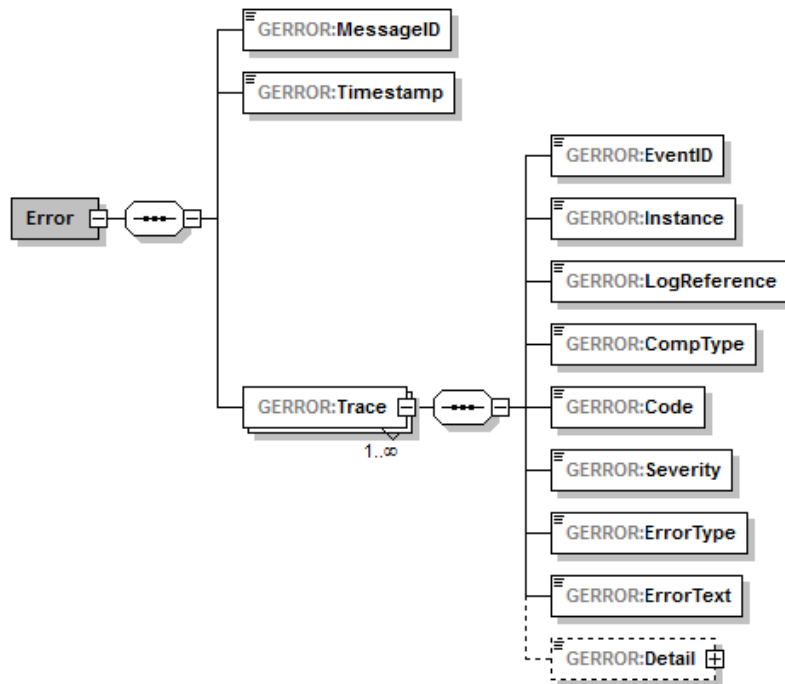 GERROR:MessageID
GERROR:Timestamp
GERROR:EventID
Error
GERROR:Instance
GERROR:LogReference
GERROR:CompType
GERROR:Trace
GERROR:Code
1..∞
GERROR:Severity
GERROR:ErrorType
GERROR:ErrorText
GERROR:Detail